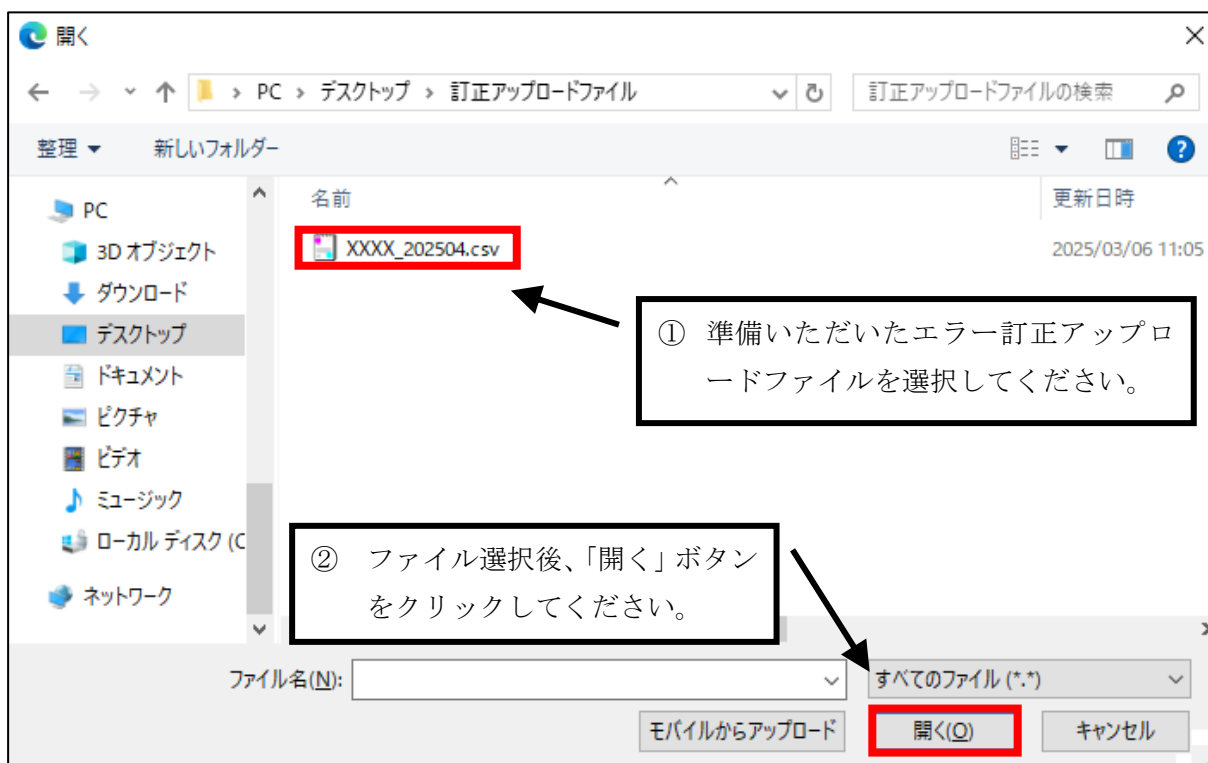 開く
PC > デスクトップ > 訂正アップロードファイル
訂正アップロードファイルの検索
整理 新しいフォルダー
名前 更新日時
PC
3D オブジェクト
ダウンロード
デスクトップ
ドキュメント
ピクチャ
ビデオ
ミュージック
ローカル ディスク (C
ネットワーク
XXXX_202504.csv 2025/03/06 11:05
① 準備いただいたエラー訂正アップロ
ードファイルを選択してください。
② ファイル選択後、「開く」ボタン
をクリックしてください。
ファイル名(N): すべてのファイル (*.*)
モバイルからアップロード 開く(O) キャンセル